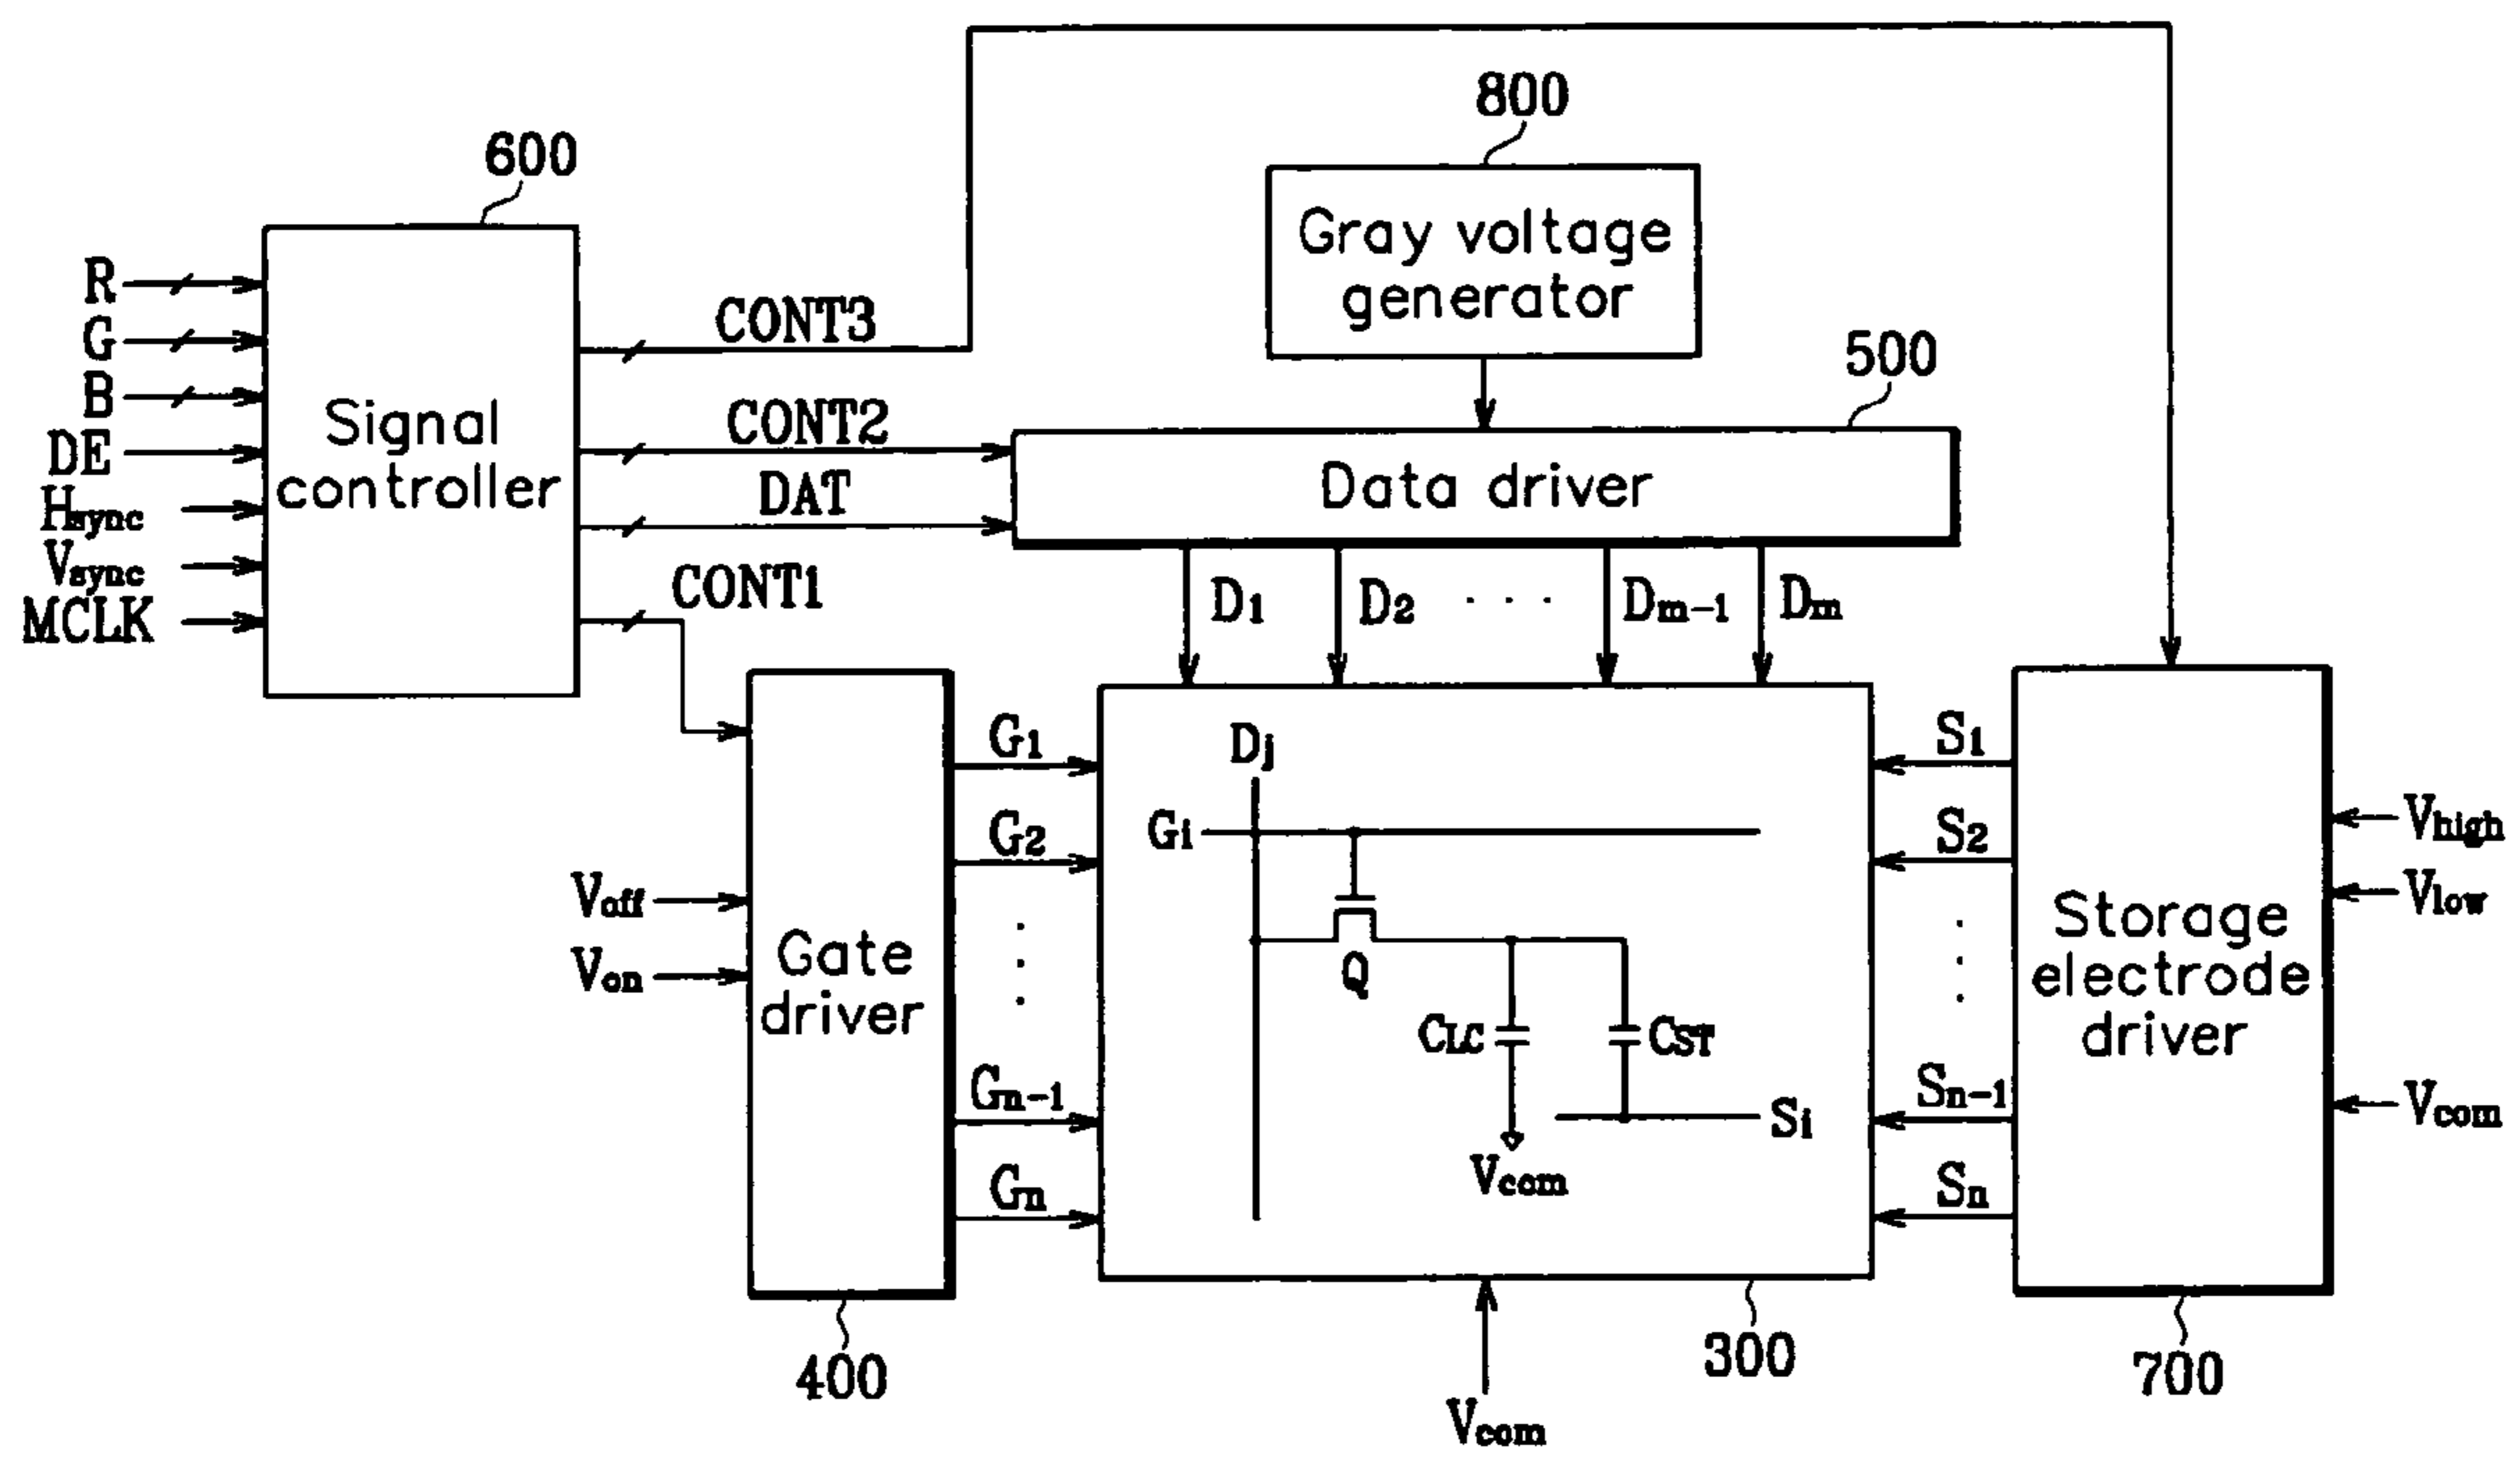 800
600
Gray voltage
generator
R
G
B
DE
Hsync
Vsync
MCLK
Signal
controller
CONT3
CONT2
DAT
CONT1
500
Data driver
D1
D2
. . .
Dm-1
Dm
Voff
Von
Gate
driver
G1
G2
Gn-1
Gn
Dj
Gi
Q
CLC
CST
Si
Vcom
S1
S2
Sn-1
Sn
Storage
electrode
driver
Vhigh
Vlow
Vcom
400
300
700
Vcom